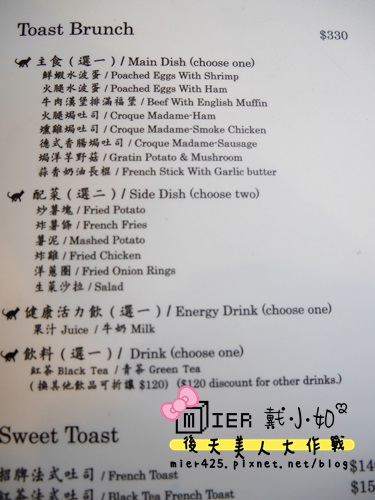 Toast Brunch $330
主食 (選一) / Main Dish (choose one)
鮮蝦水波蛋 / Poached Eggs With Shrimp
火腿水波蛋 / Poached Eggs With Ham
牛肉漢堡排滿福堡 / Beef With English Muffin
火腿焗吐司 / Croque Madame-Ham
燻雞焗吐司 / Croque Madame-Smoke Chicken
德式香腸焗吐司 / Croque Madame-Sausage
焗洋芋野菇 / Gratin Potato & Mushroom
蒜香奶油長棍 / French Stick With Garlic butter
配菜 (選二) / Side Dish (choose two)
炒薯塊 / Fried Potato
炸薯條 / French Fries
薯泥 / Mashed Potato
炸雞 / Fried Chicken
洋蔥圈 / Fried Onion Rings
生菜沙拉 / Salad
健康活力飲 (選一) / Energy Drink (choose one)
果汁 Juice / 牛奶 Milk
飲料 (選一) / Drink (choose one)
紅茶 Black Tea / 青茶 Green Tea
(換其他飲品可折讓 $120) ($120 discount for other drinks.)
MIER 戴小如
後天美人大作戰
mier425.pixnet.net/blog
Sweet Toast
招牌法式吐司 / French Toast $140
紅茶法式吐司 / Black Tea French Toast $15